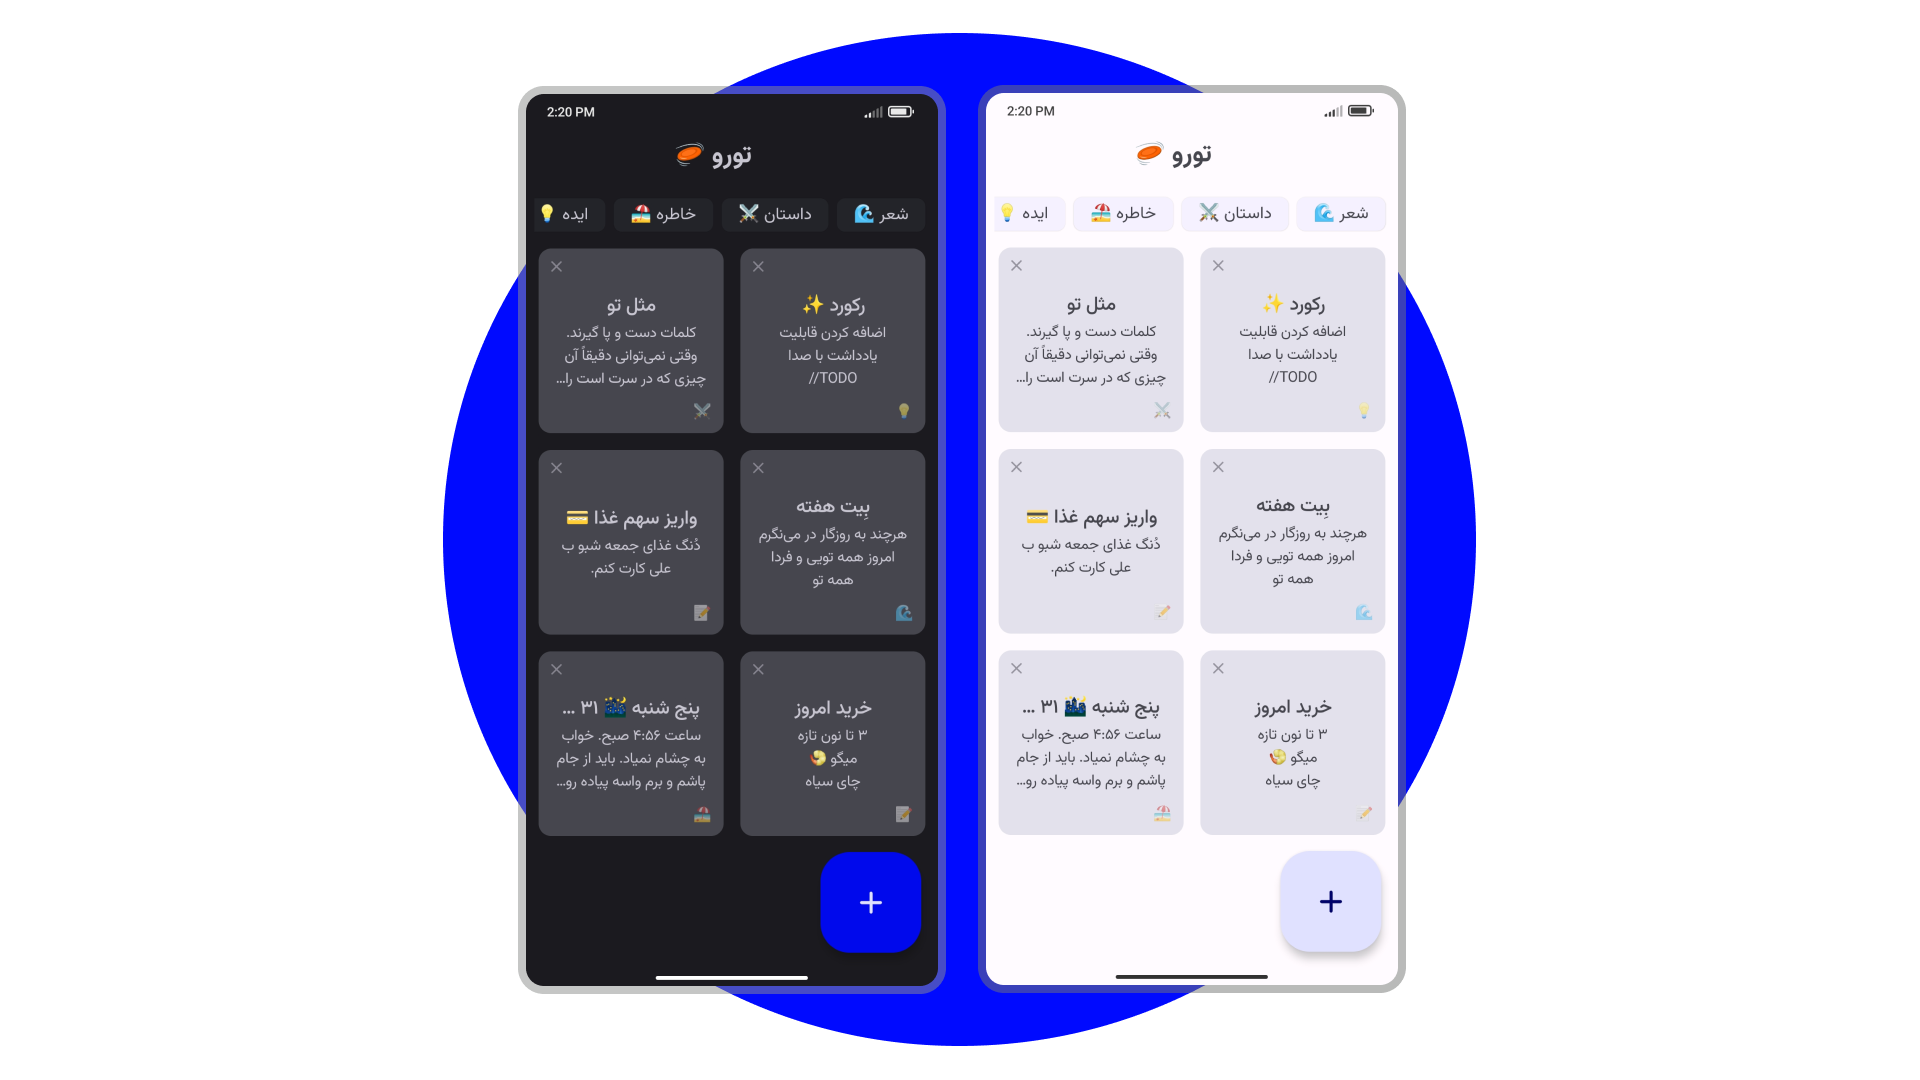 2:20 PM
تورو
شعر
داستان
خاطره
ایده
رکورد ✨
اضافه کردن قابلیت
یادداشت با صدا
//TODO
مثل تو
کلمات دست و پا گیرند.
وقتی نمی‌توانی دقیقاً آن
چیزی که در سرت است را...
بِیت هفته
هرچند به روزگار در می‌نگرم
امروز همه تویی و فردا
همه تو
واریز سهم غذا 💳
دُنگ غذای جمعه شبو ب
علی کارت کنم.
خرید امروز
۳ تا نون تازه
میگو 🍤
چای سیاه
پنج شنبه 🌃 ۳۱ ...
ساعت ۴:۵۶ صبح. خواب
به چشام نمیاد. باید از جام
پاشم و برم واسه پیاده رو...
2:20 PM
تورو
شعر
داستان
خاطره
ایده
رکورد ✨
اضافه کردن قابلیت
یادداشت با صدا
//TODO
مثل تو
کلمات دست و پا گیرند.
وقتی نمی‌توانی دقیقاً آن
چیزی که در سرت است را...
بِیت هفته
هرچند به روزگار در می‌نگرم
امروز همه تویی و فردا
همه تو
واریز سهم غذا 💳
دُنگ غذای جمعه شبو ب
علی کارت کنم.
خرید امروز
۳ تا نون تازه
میگو 🍤
چای سیاه
پنج شنبه 🌃 ۳۱ ...
ساعت ۴:۵۶ صبح. خواب
به چشام نمیاد. باید از جام
پاشم و برم واسه پیاده رو...